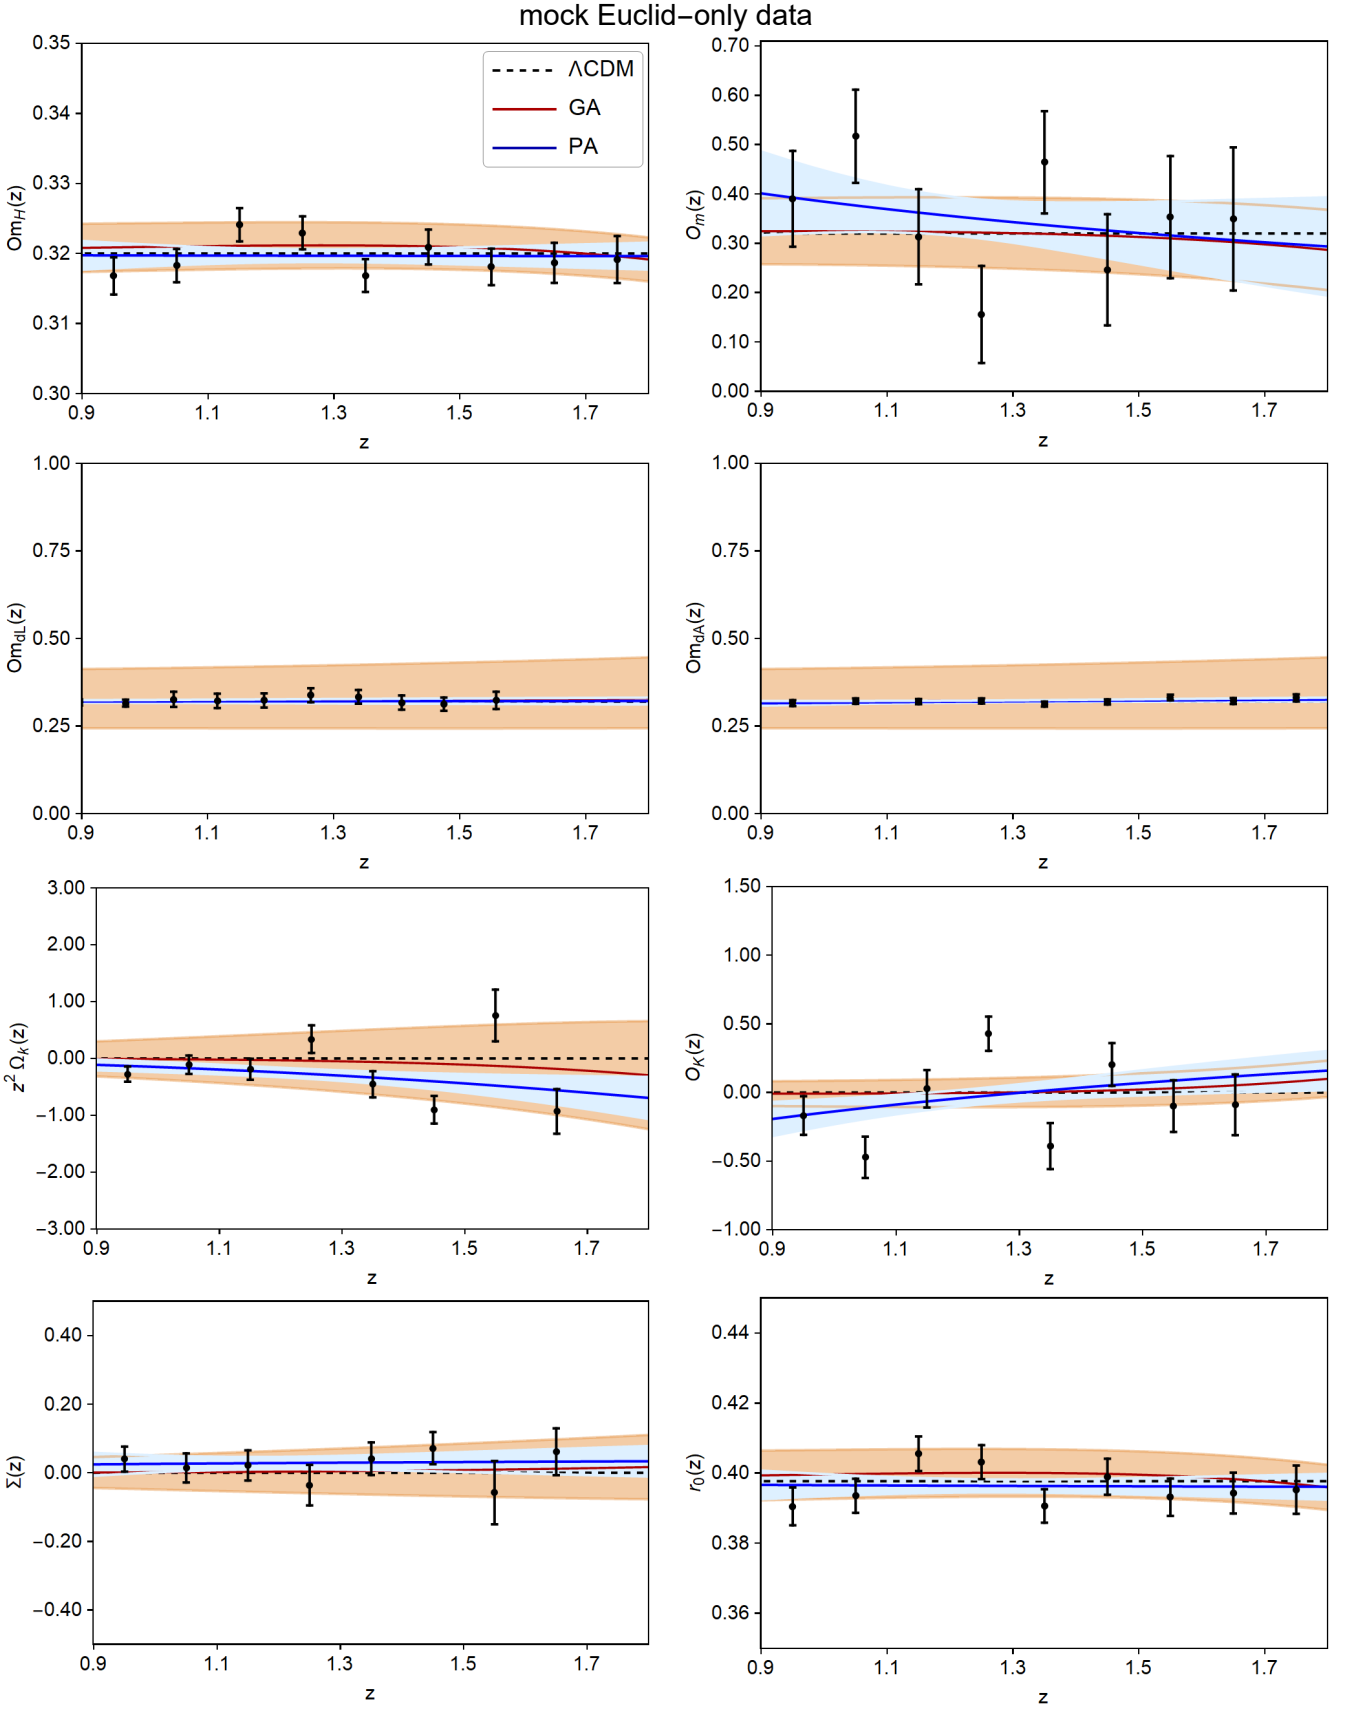 mock Euclid−only data
0.35
0.34
0.33
0.32
0.31
0.30
Om_H(z)
0.9 1.1 1.3 1.5 1.7
z
ΛCDM
GA
PA
0.70
0.60
0.50
0.40
0.30
0.20
0.10
0.00
O_m(z)
0.9 1.1 1.3 1.5 1.7
z
1.00
0.75
0.50
0.25
0.00
Om_dL(z)
0.9 1.1 1.3 1.5 1.7
z
1.00
0.75
0.50
0.25
0.00
Om_dA(z)
0.9 1.1 1.3 1.5 1.7
z
3.00
2.00
1.00
0.00
−1.00
−2.00
−3.00
z² Ω_k(z)
0.9 1.1 1.3 1.5 1.7
z
1.50
1.00
0.50
0.00
−0.50
−1.00
O_K(z)
0.9 1.1 1.3 1.5 1.7
z
0.40
0.20
0.00
−0.20
−0.40
Σ(z)
0.9 1.1 1.3 1.5 1.7
z
0.44
0.42
0.40
0.38
0.36
r_0(z)
0.9 1.1 1.3 1.5 1.7
z